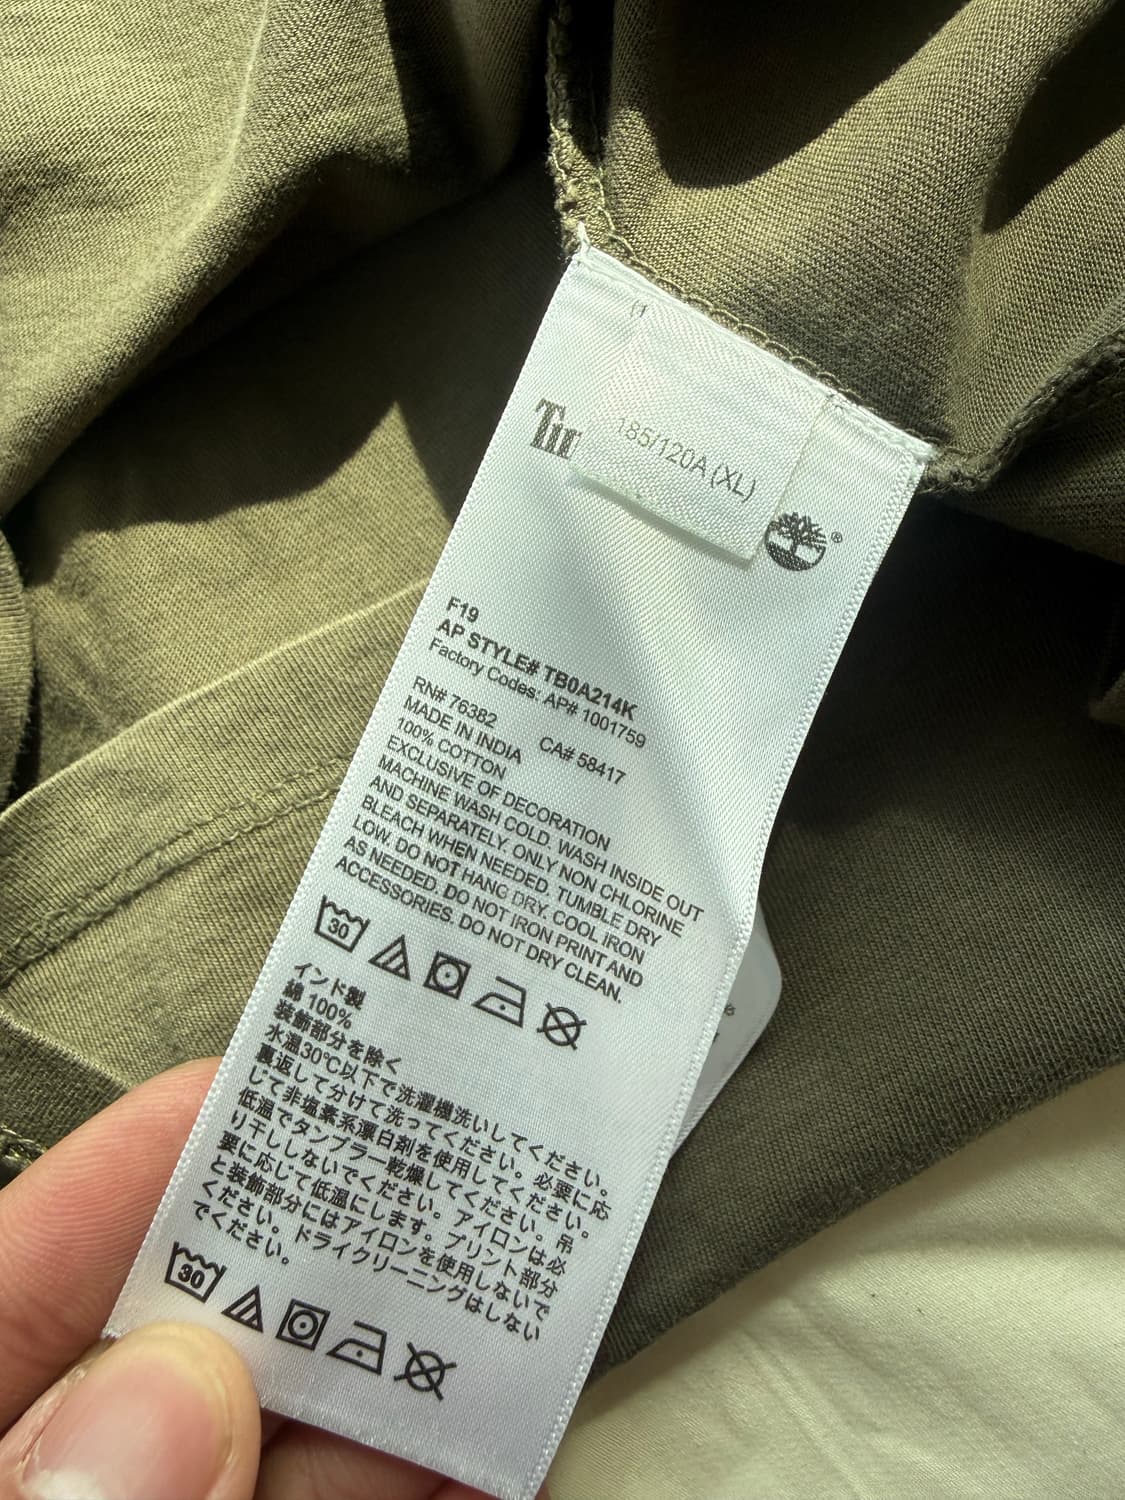 185/120A (XL)
F19
AP STYLE# TB0A214K
Factory Codes: AP# 1001759
RN# 76382 CA# 58417
MADE IN INDIA
100% COTTON
EXCLUSIVE OF DECORATION
MACHINE WASH COLD. WASH INSIDE OUT
AND SEPARATELY. ONLY NON CHLORINE
BLEACH WHEN NEEDED. TUMBLE DRY
LOW. DO NOT HANG DRY. COOL IRON
AS NEEDED. DO NOT IRON PRINT AND
ACCESSORIES. DO NOT DRY CLEAN.
30
インド製
綿 100%
装飾部分を除く
水温30℃以下で洗濯機洗いしてください。
裏返して分けて洗ってください。必要に応
じて非塩素系漂白剤を使用してください。
低温でタンブラー乾燥してください。吊
り干ししないでください。アイロンは必
要に応じて低温にします。プリント部分
と装飾部分にはアイロンを使用しないで
ください。ドライクリーニングはしない
でください。
30